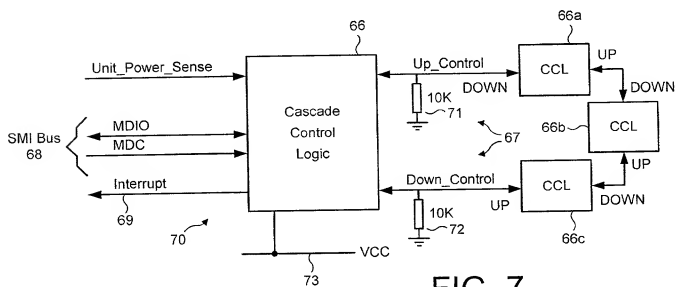 66
66a
Unit_Power_Sense
Up_Control
CCL
UP
DOWN
DOWN
10K
71
Cascade
Control
Logic
SMI Bus
68
MDIO
MDC
67
66b
CCL
UP
Interrupt
69
Down_Control
CCL
UP
DOWN
10K
72
66c
70
VCC
73
FIG. 7